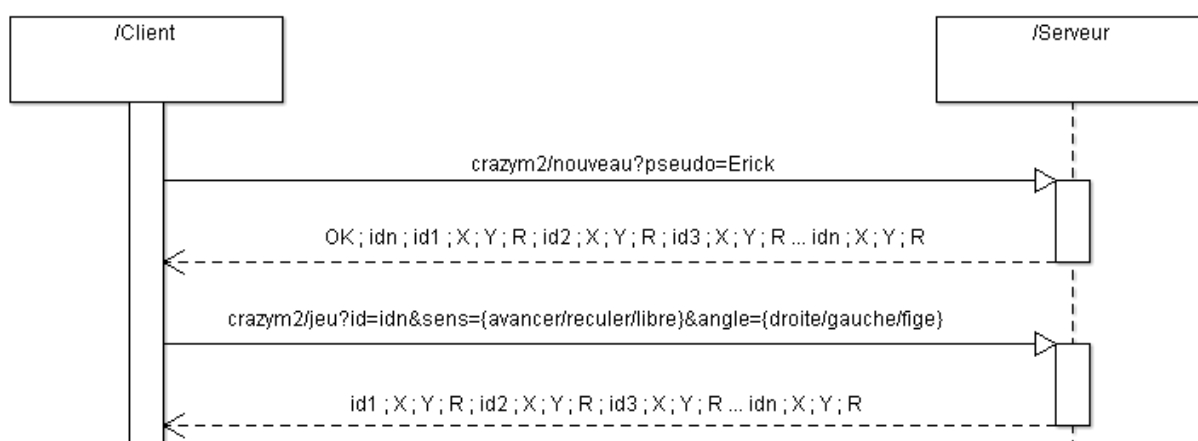 /Client
/Serveur
crazym2/nouveau?pseudo=Erick
OK ; idn ; id1 ; X ; Y ; R ; id2 ; X ; Y ; R ; id3 ; X ; Y ; R ... idn ; X ; Y ; R
crazym2/jeu?id=idn&sens={avancer/reculer/libre}&angle={droite/gauche/fige}
id1 ; X ; Y ; R ; id2 ; X ; Y ; R ; id3 ; X ; Y ; R ... idn ; X ; Y ; R